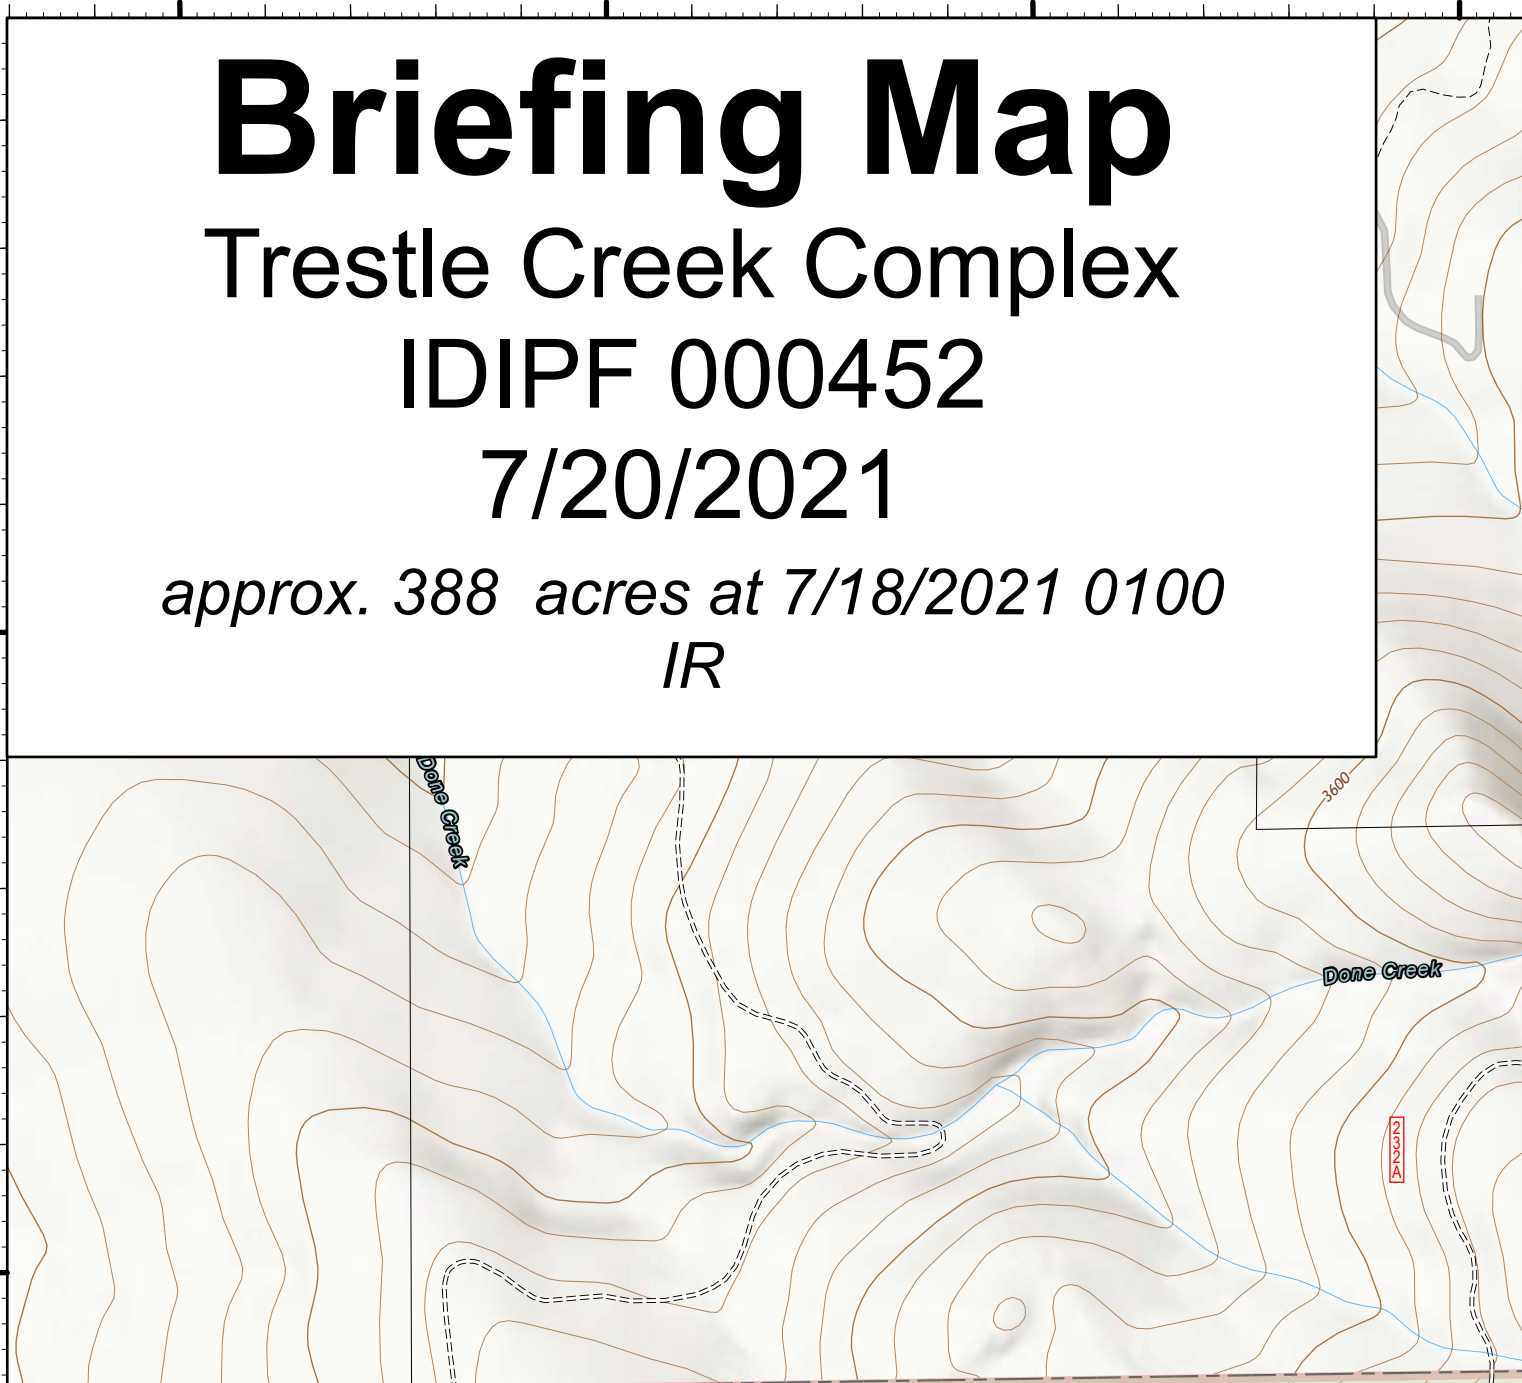 Briefing Map
Trestle Creek Complex
IDIPF 000452
7/20/2021
approx. 388  acres at 7/18/2021 0100
IR
Done Creek
3600
Done Creek
232A